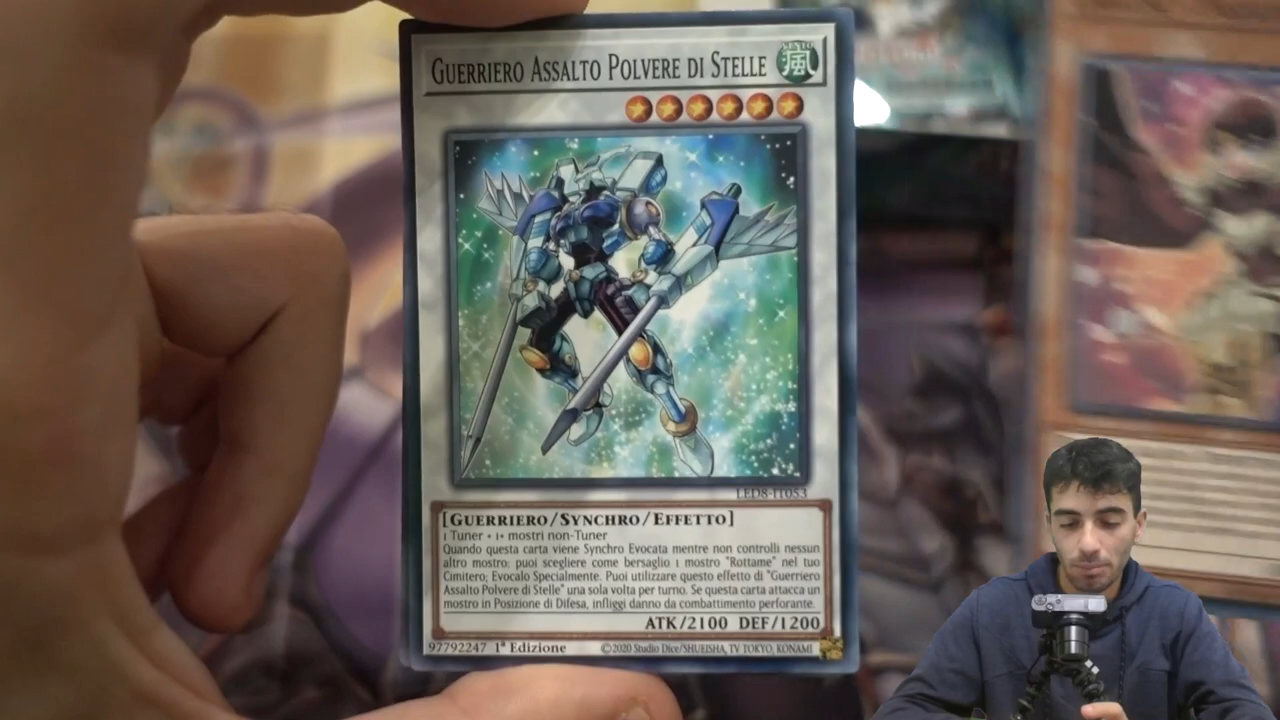 GUERRIERO ASSALTO POLVERE DI STELLE
VENTO
風
LED8-IT053
[GUERRIERO/SYNCHRO/EFFETTO]
1 Tuner + 1+ mostri non-Tuner
Quando questa carta viene Synchro Evocata mentre non controlli nessun
altro mostro: puoi scegliere come bersaglio 1 mostro "Rottame" nel tuo
Cimitero; Evocalo Specialmente. Puoi utilizzare questo effetto di "Guerriero
Assalto Polvere di Stelle" una sola volta per turno. Se questa carta attacca un
mostro in Posizione di Difesa, infliggi danno da combattimento perforante.
ATK/2100 DEF/1200
97792247 1ª Edizione ©2020 Studio Dice/SHUEISHA, TV TOKYO, KONAMI